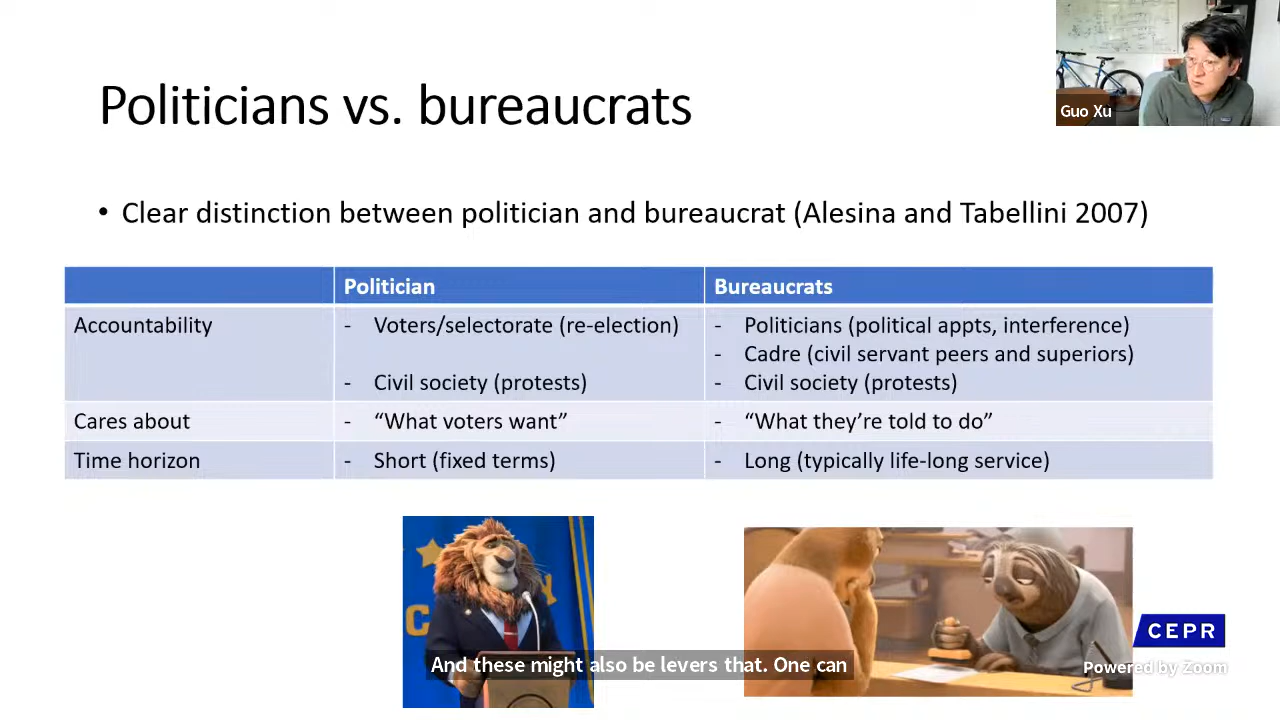 Politicians vs. bureaucrats
Guo Xu
• Clear distinction between politician and bureaucrat (Alesina and Tabellini 2007)
Politician
Bureaucrats
Accountability
- Voters/selectorate (re-election)
- Civil society (protests)
- Politicians (political appts, interference)
- Cadre (civil servant peers and superiors)
- Civil society (protests)
Cares about
- “What voters want”
- “What they’re told to do”
Time horizon
- Short (fixed terms)
- Long (typically life-long service)
CEPR
And these might also be levers that. One can
Powered by Zoom